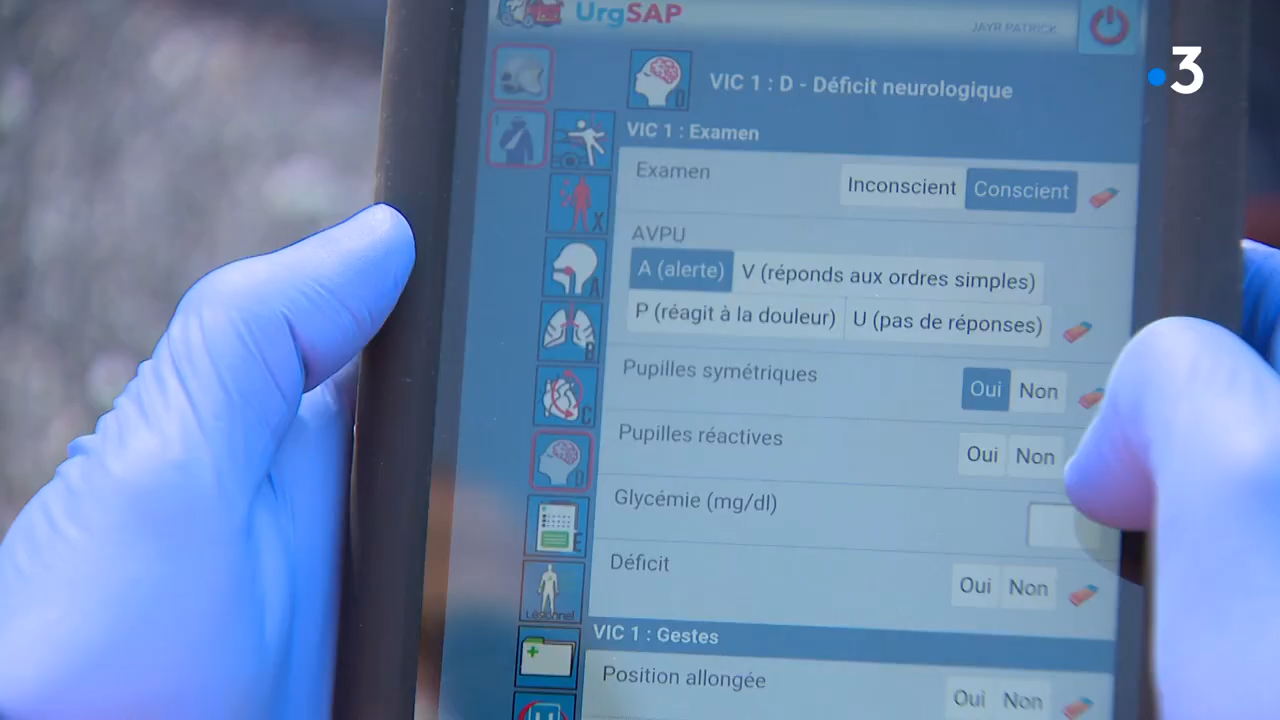 UrgSAP
JAYR PATRICK
3
VIC 1 : D - Déficit neurologique
VIC 1 : Examen
Examen
Inconscient Conscient
AVPU
A (alerte) V (réponds aux ordres simples)
P (réagit à la douleur) U (pas de réponses)
Pupilles symétriques
Oui Non
Pupilles réactives
Oui Non
Glycémie (mg/dl)
Déficit
Oui Non
VIC 1 : Gestes
Position allongée
Oui Non
D
1
X
A
B
C
D
E
Lésionnel